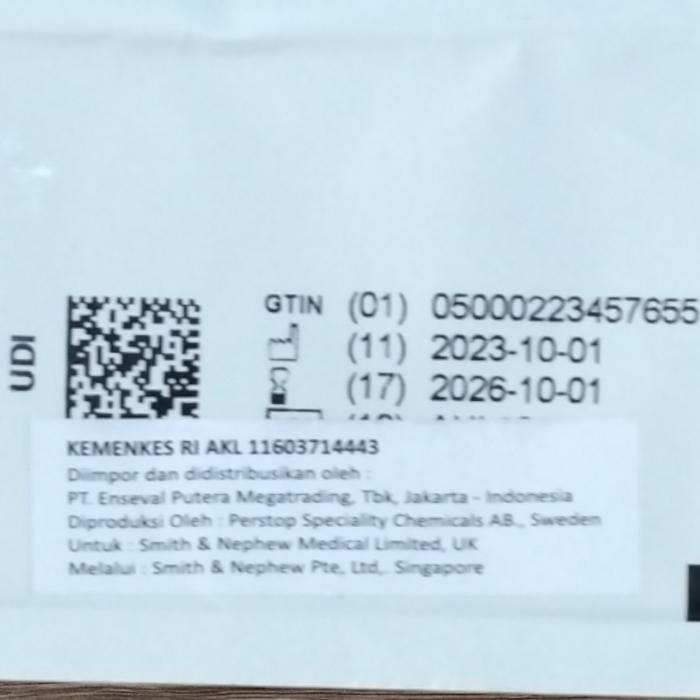 UDI
GTIN (01) 05000223457655
(11) 2023-10-01
(17) 2026-10-01
KEMENKES RI AKL 11603714443
Diimpor dan didistribusikan oleh :
PT. Enseval Putera Megatrading, Tbk, Jakarta - Indonesia
Diproduksi Oleh : Perstop Speciality Chemicals AB., Sweden
Untuk : Smith & Nephew Medical Limited, UK
Melalui : Smith & Nephew Pte, Ltd,. Singapore